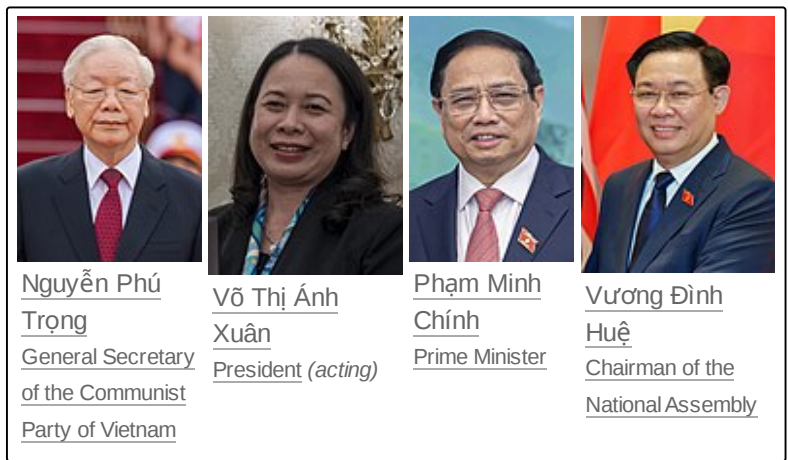 Nguyễn Phú
Trọng
General Secretary
of the Communist
Party of Vietnam
Võ Thị Ánh
Xuân
President (acting)
Phạm Minh
Chính
Prime Minister
Vương Đình
Huệ
Chairman of the
National Assembly